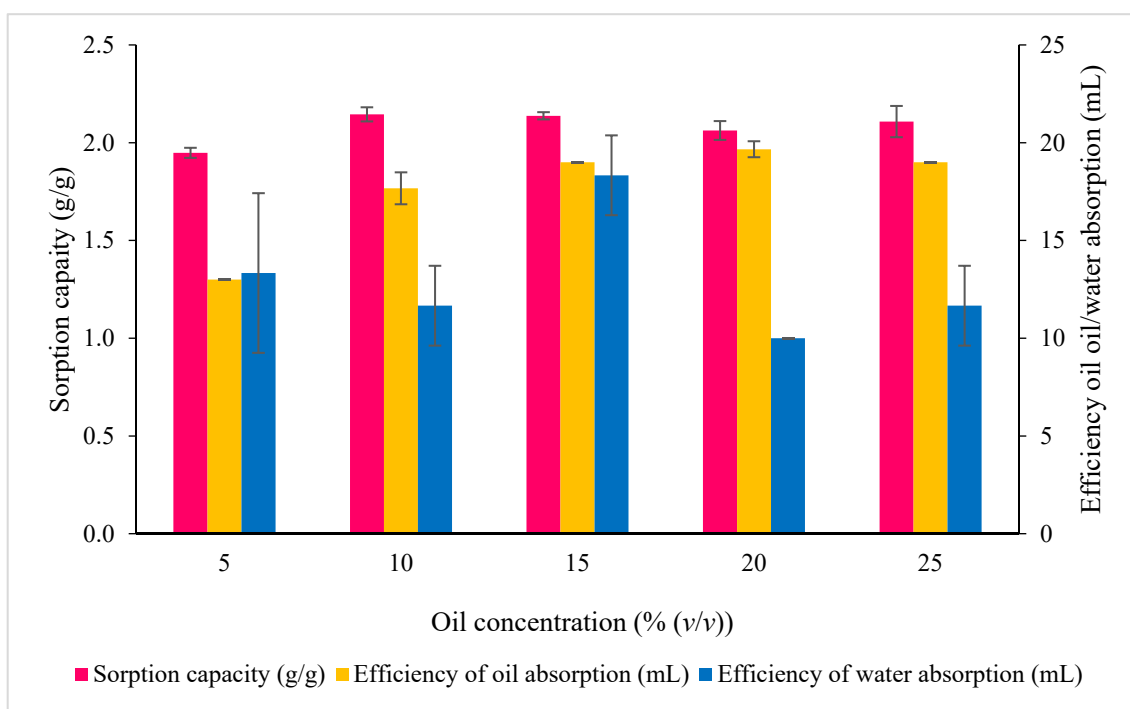 2.5
2.0
1.5
1.0
0.5
0.0
Sorption capaity (g/g)
25
20
15
10
5
0
Efficiency oil oil/water absorption (mL)
5 10 15 20 25
Oil concentration (% (v/v))
Sorption capacity (g/g) Efficiency of oil absorption (mL) Efficiency of water absorption (mL)